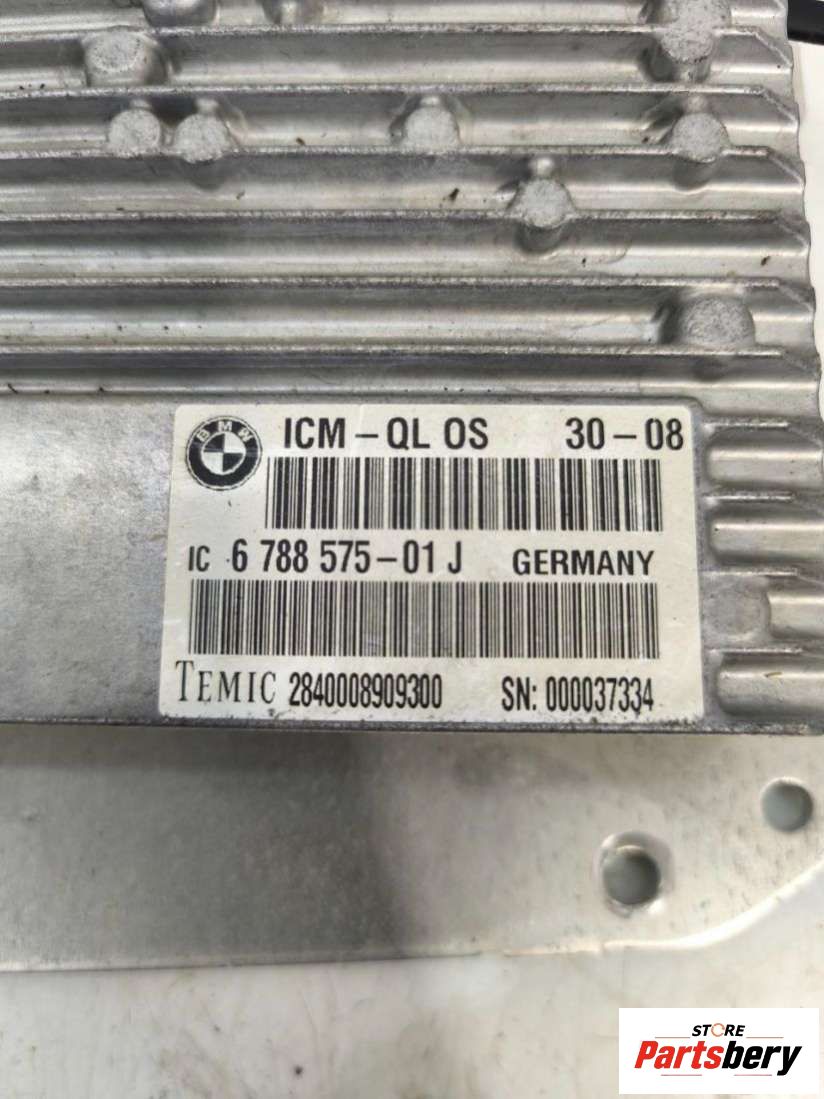 BMW
ICM - QL OS 30 - 08
IC 6 788 575 - 01 J GERMANY
TEMIC 2840008909300 SN: 000037334
STORE
Partsbery